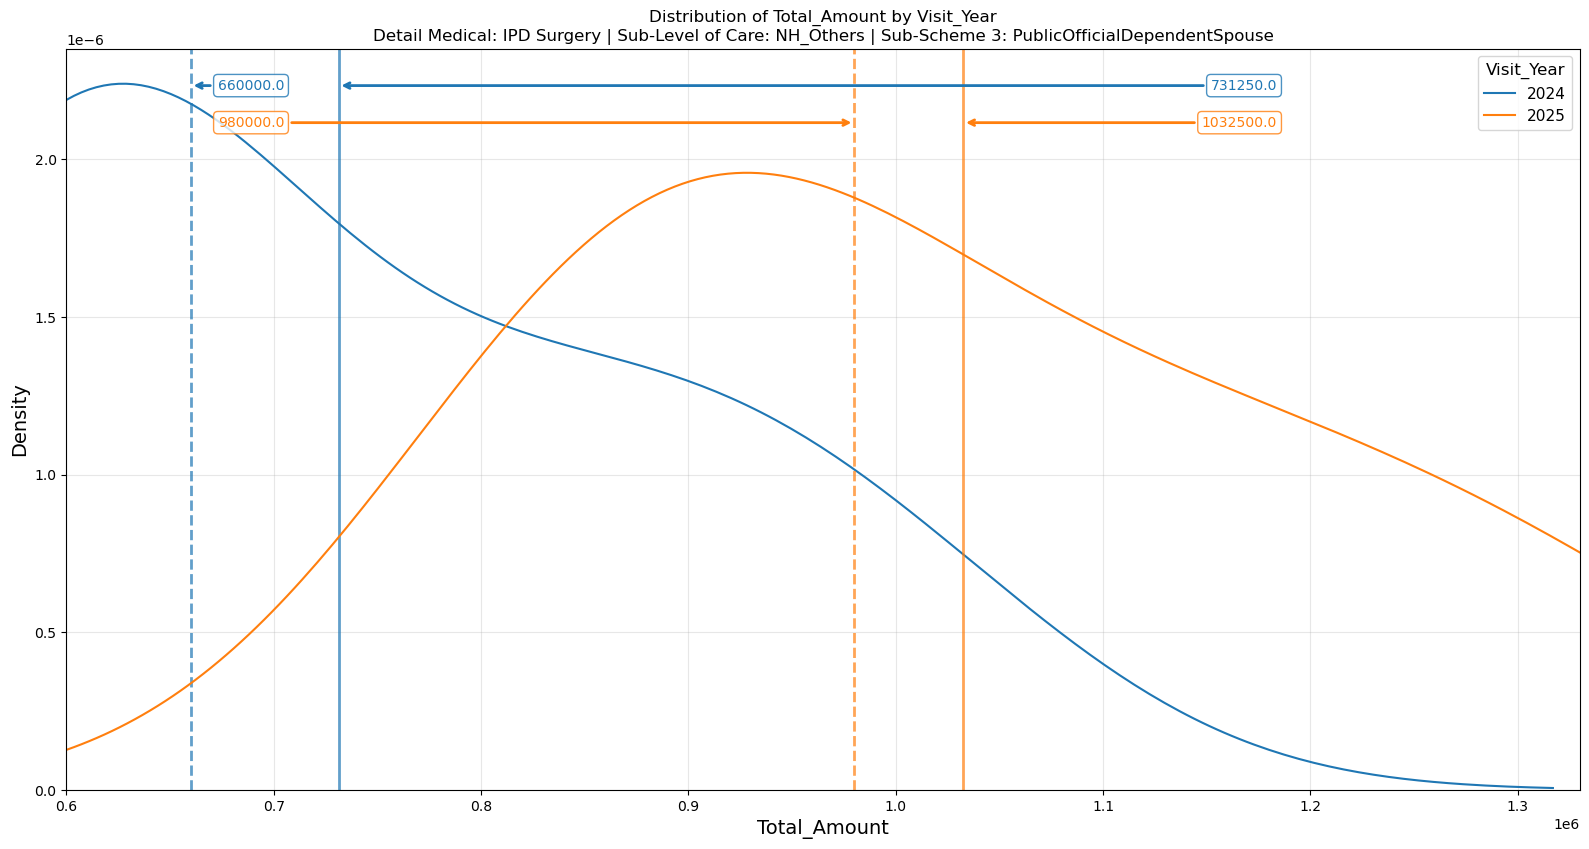 Distribution of Total_Amount by Visit_Year
Detail Medical: IPD Surgery | Sub-Level of Care: NH_Others | Sub-Scheme 3: PublicOfficialDependentSpouse
1e−6
660000.0
731250.0
980000.0
1032500.0
Visit_Year
2024
2025
2.0
1.5
1.0
0.5
0.0
Density
0.6 0.7 0.8 0.9 1.0 1.1 1.2 1.3
1e6
Total_Amount